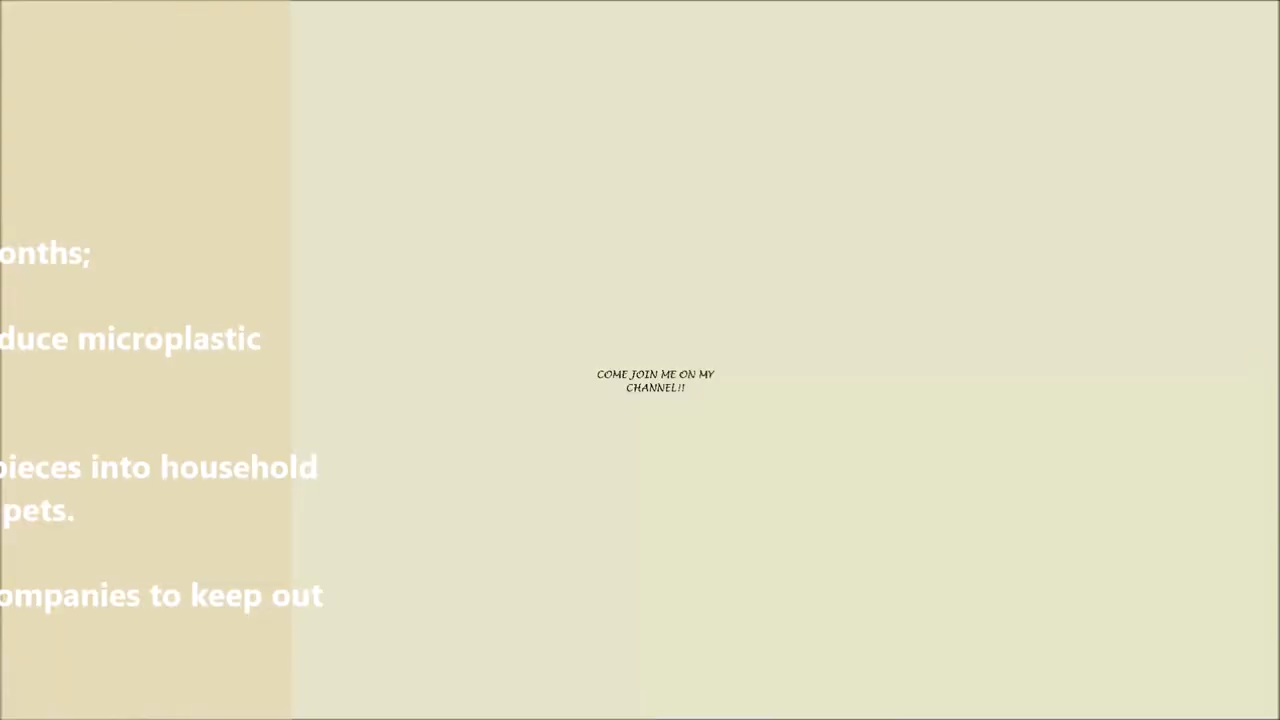 onths;
duce microplastic
COME JOIN ME ON MY
CHANNEL!!
pieces into household
pets.
ompanies to keep out